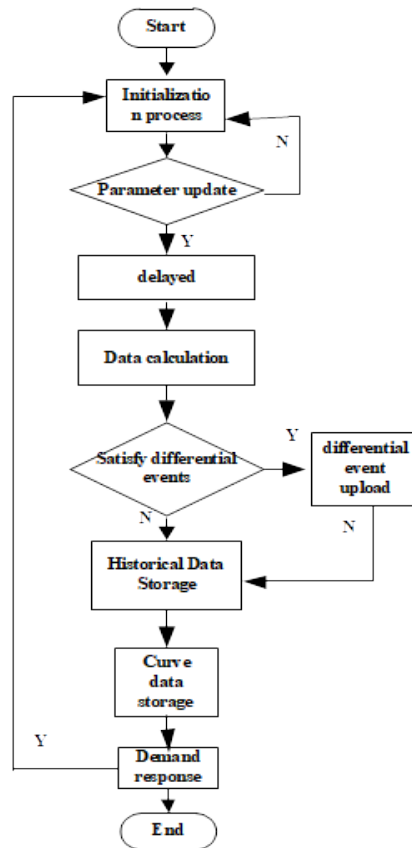 Start
Initializatio
n process
N
Parameter update
Y
delayed
Data calculation
Satisfy differential
events
Y
differential
event
upload
N
N
Historical Data
Storage
Curve
data
storage
Y
Demand
response
End